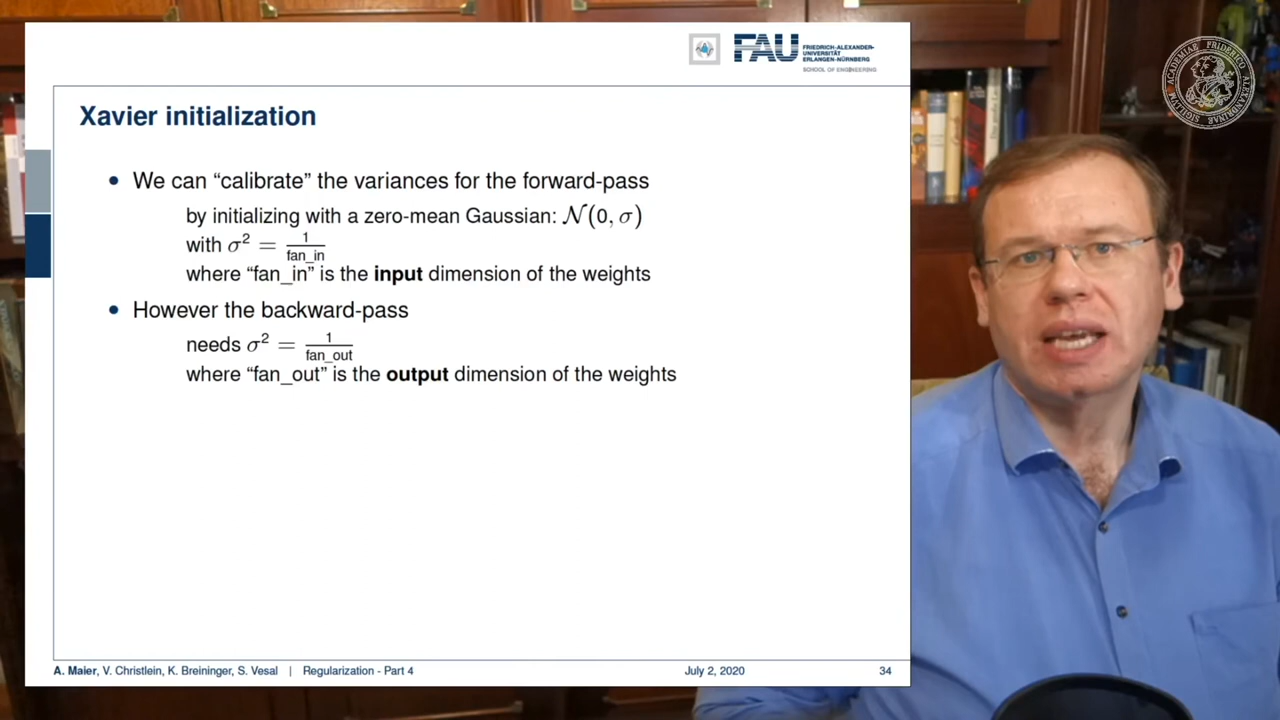 FAU FRIEDRICH-ALEXANDER-
UNIVERSITÄT
ERLANGEN-NÜRNBERG
SCHOOL OF ENGINEERING
Xavier initialization
• We can “calibrate” the variances for the forward-pass
by initializing with a zero-mean Gaussian: 𝒩(0, σ)
with σ² = 1/fan_in
where “fan_in” is the input dimension of the weights
• However the backward-pass
needs σ² = 1/fan_out
where “fan_out” is the output dimension of the weights
A. Maier, V. Christlein, K. Breininger, S. Vesal | Regularization - Part 4 July 2, 2020 34